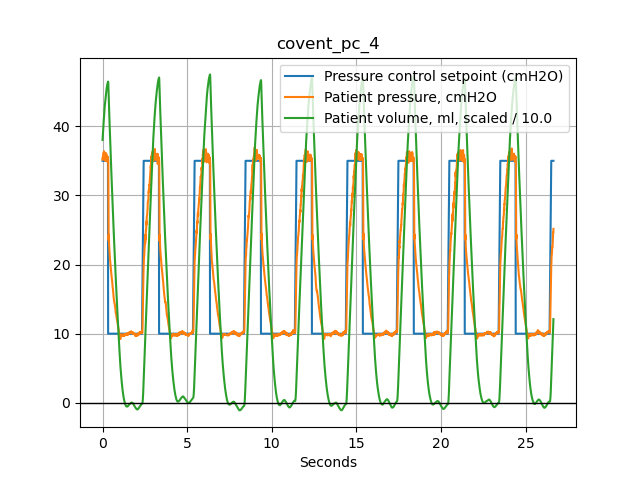 covent_pc_4
Pressure control setpoint (cmH2O)
Patient pressure, cmH2O
Patient volume, ml, scaled / 10.0
40
30
20
10
0
0 5 10 15 20 25
Seconds